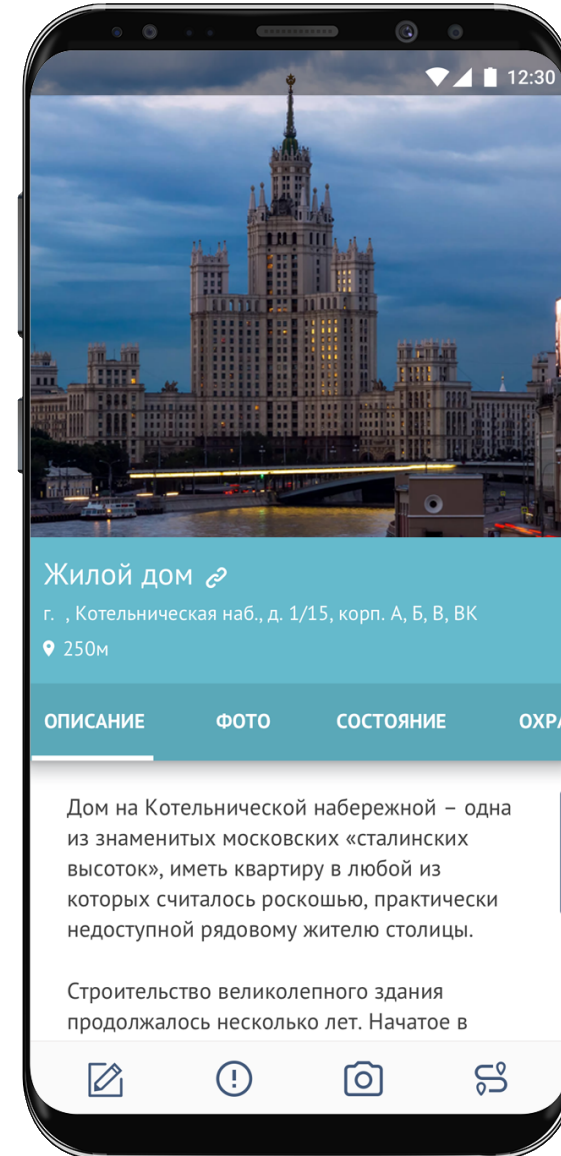 12:30
Жилой дом
г. , Котельническая наб., д. 1/15, корп. А, Б, В, ВК
250м
ОПИСАНИЕ ФОТО СОСТОЯНИЕ ОХРА
Дом на Котельнической набережной – одна
из знаменитых московских «сталинских
высоток», иметь квартиру в любой из
которых считалось роскошью, практически
недоступной рядовому жителю столицы.
Строительство великолепного здания
продолжалось несколько лет. Начатое в